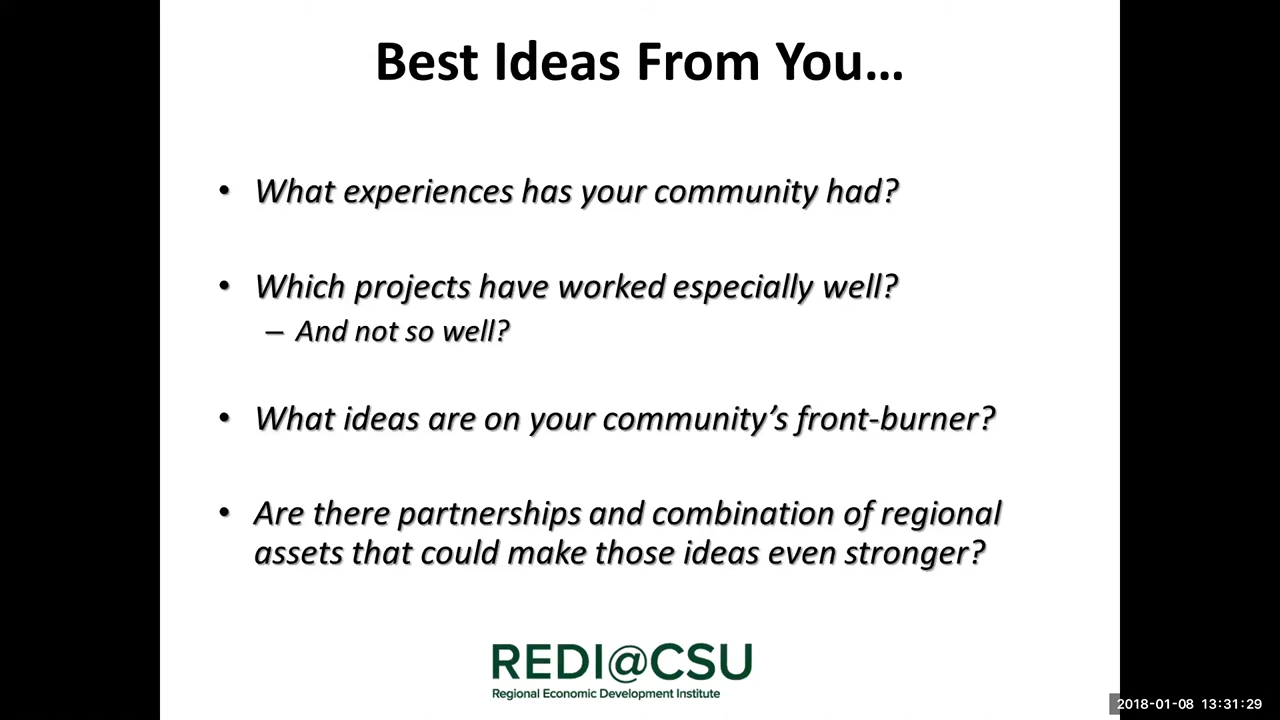 Best Ideas From You…
• What experiences has your community had?
• Which projects have worked especially well?
– And not so well?
• What ideas are on your community’s front-burner?
• Are there partnerships and combination of regional
assets that could make those ideas even stronger?
REDI@CSU
Regional Economic Development Institute
2018-01-08 13:31:29